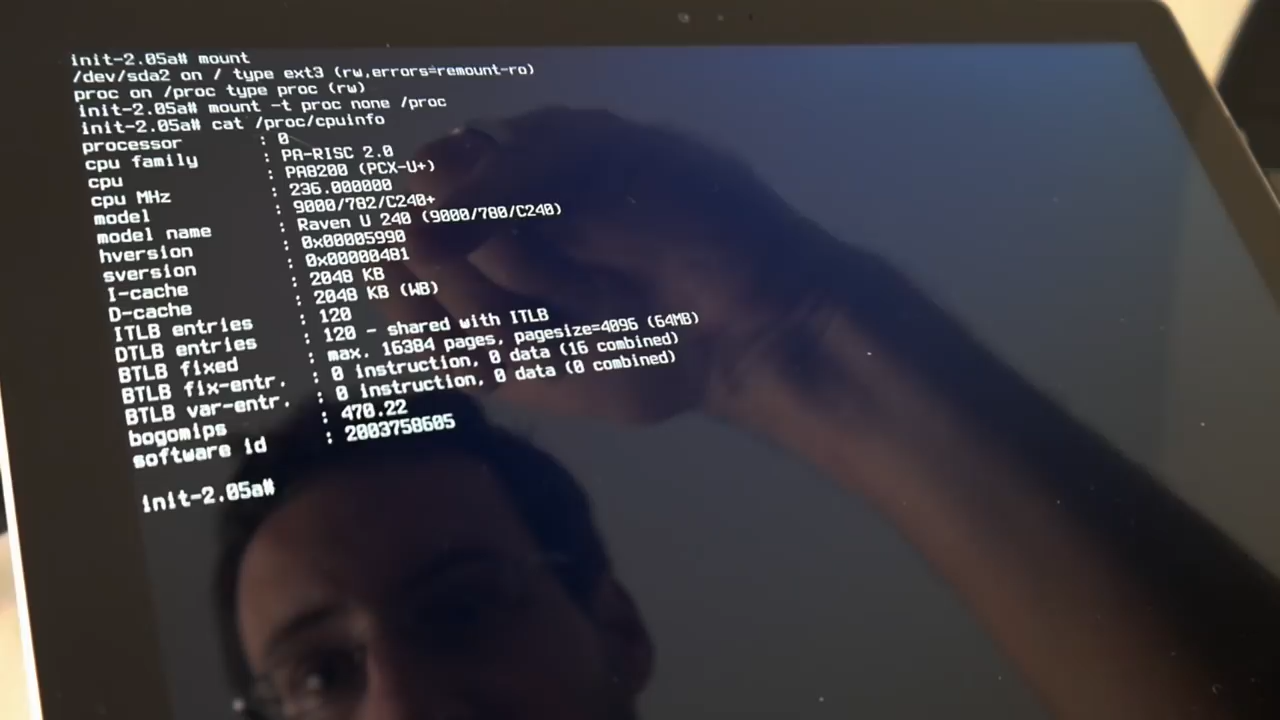 init-2.05a# mount
/dev/sda2 on / type ext3 (rw,errors=remount-ro)
proc on /proc type proc (rw)
init-2.05a# mount -t proc none /proc
init-2.05a# cat /proc/cpuinfo
processor : 0
cpu family : PA-RISC 2.0
cpu : PA8200 (PCX-U+)
cpu MHz : 236.000000
model : 9000/782/C240+
model name : Raven U 240 (9000/780/C240)
hversion : 0x00005990
sversion : 0x00000481
I-cache : 2048 KB
D-cache : 2048 KB (WB)
ITLB entries : 120
DTLB entries : 120 - shared with ITLB
BTLB fixed : max. 16384 pages, pagesize=4096 (64MB)
BTLB fix-entr. : 0 instruction, 0 data (16 combined)
BTLB var-entr. : 0 instruction, 0 data (0 combined)
bogomips : 470.22
software id : 2003758605
init-2.05a#